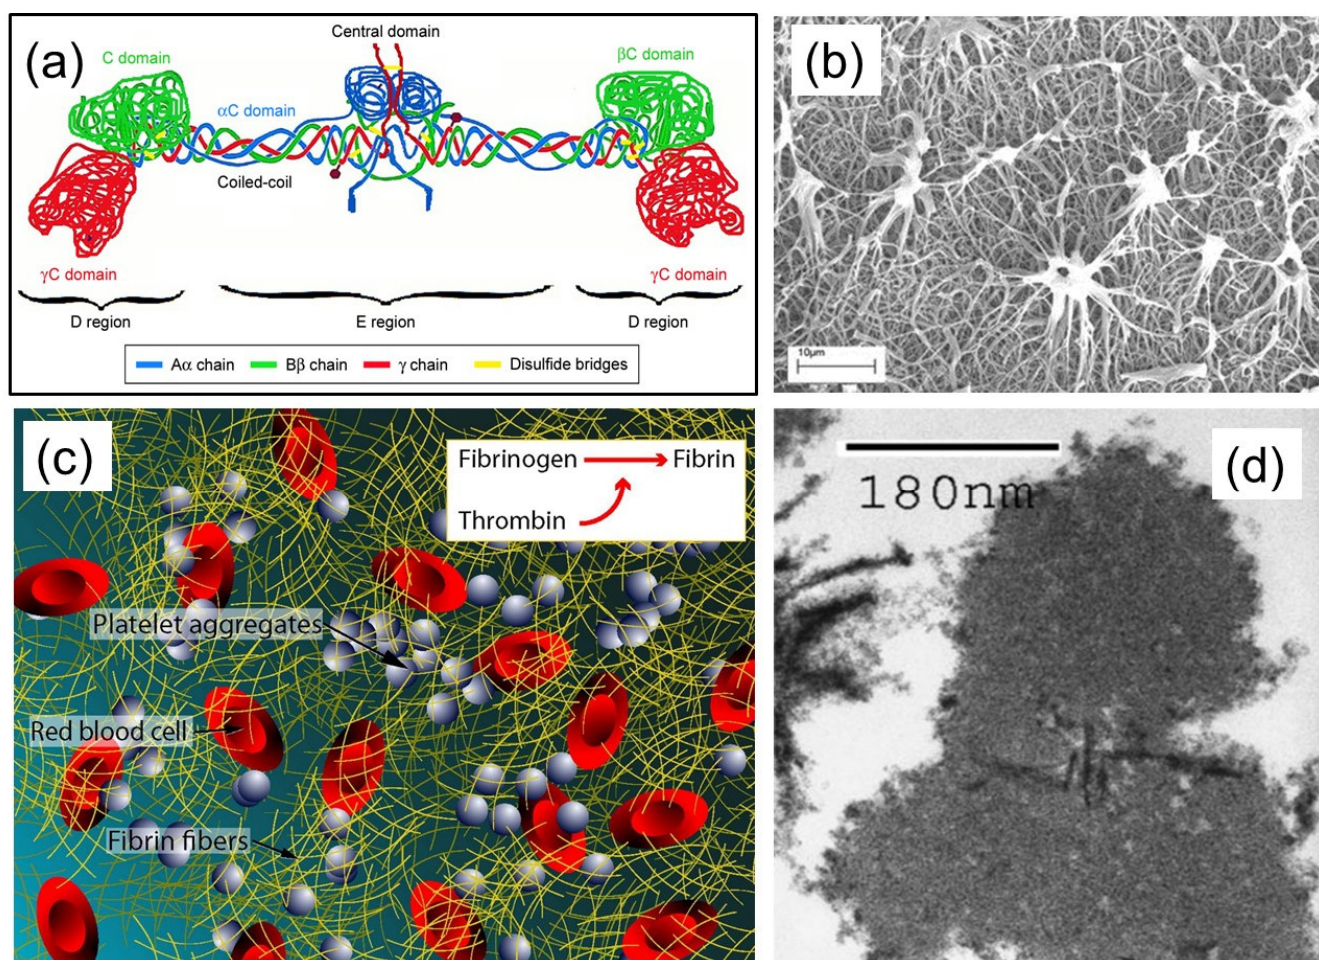 (a)
Central domain
C domain
βC domain
αC domain
Coiled-coil
γC domain
γC domain
D region
E region
D region
Aα chain
Bβ chain
γ chain
Disulfide bridges
(b)
10μm
(c)
Fibrinogen
Fibrin
Thrombin
Platelet aggregates
Red blood cell
Fibrin fibers
(d)
180nm